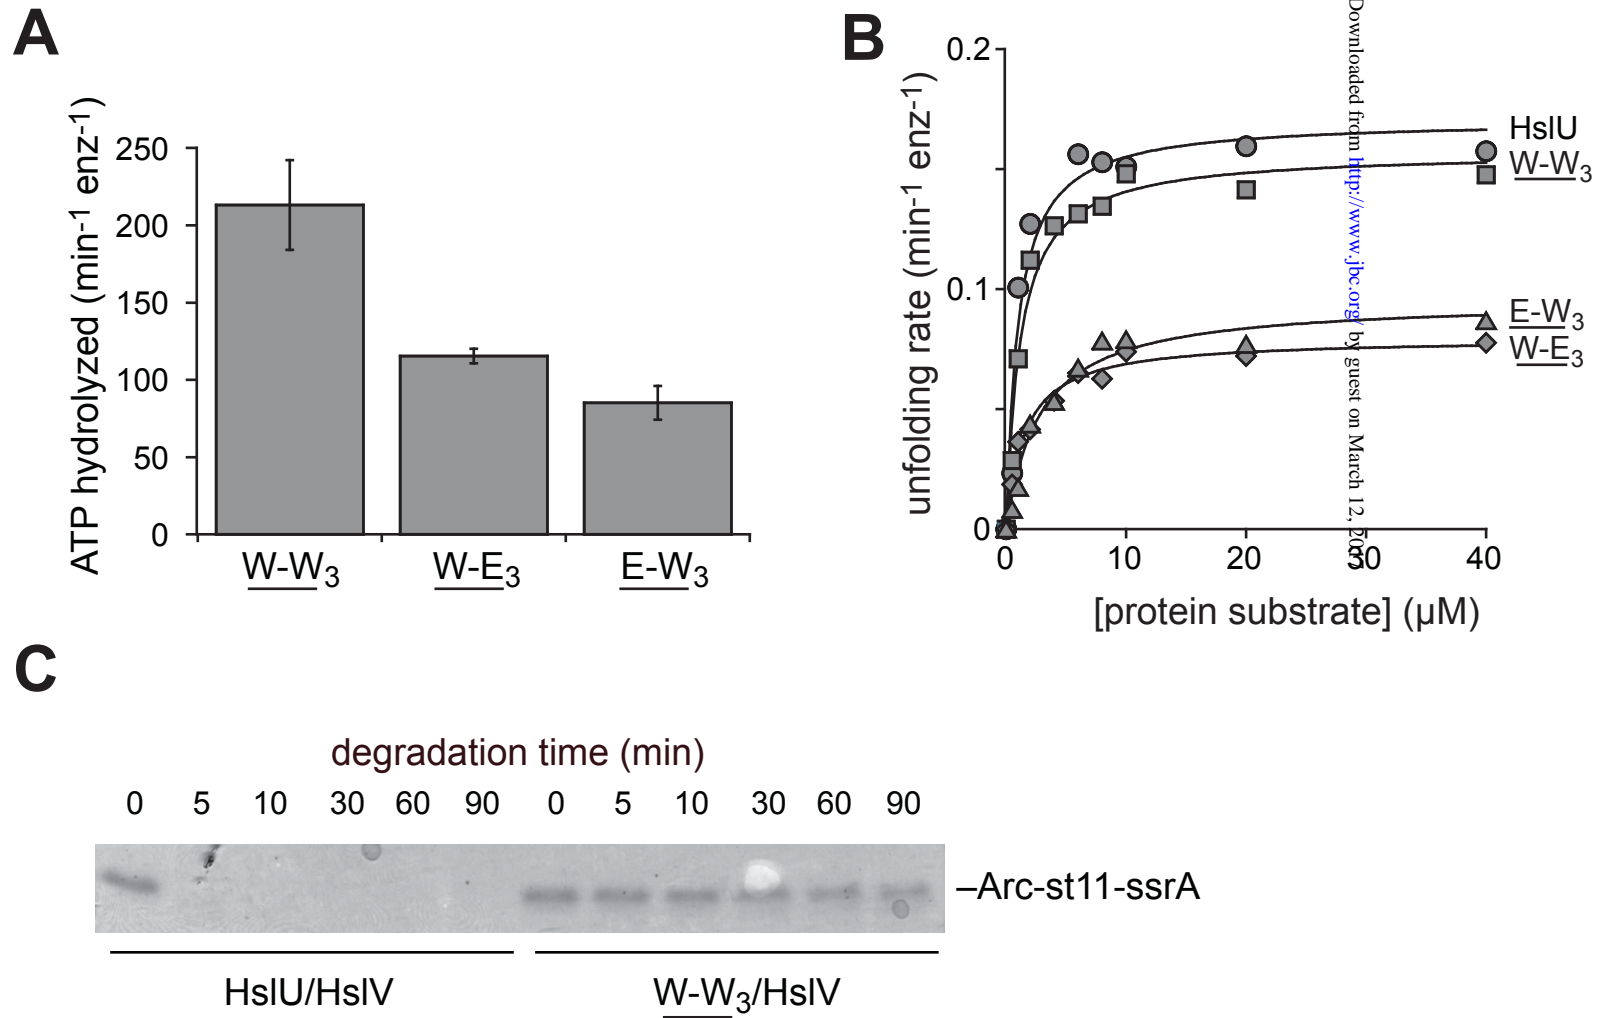 A
ATP hydrolyzed (min-1 enz-1)
250
200
150
100
50
0
W-W3
W-E3
E-W3
B
unfolding rate (min-1 enz-1)
0.2
0.1
0
0
10
20
30
40
[protein substrate] (µM)
HslU
W-W3
E-W3
W-E3
Downloaded from http://www.jbc.org/ by guest on March 12,
C
degradation time (min)
0 5 10 30 60 90 0 5 10 30 60 90
–Arc-st11-ssrA
HslU/HslV
W-W3/HslV